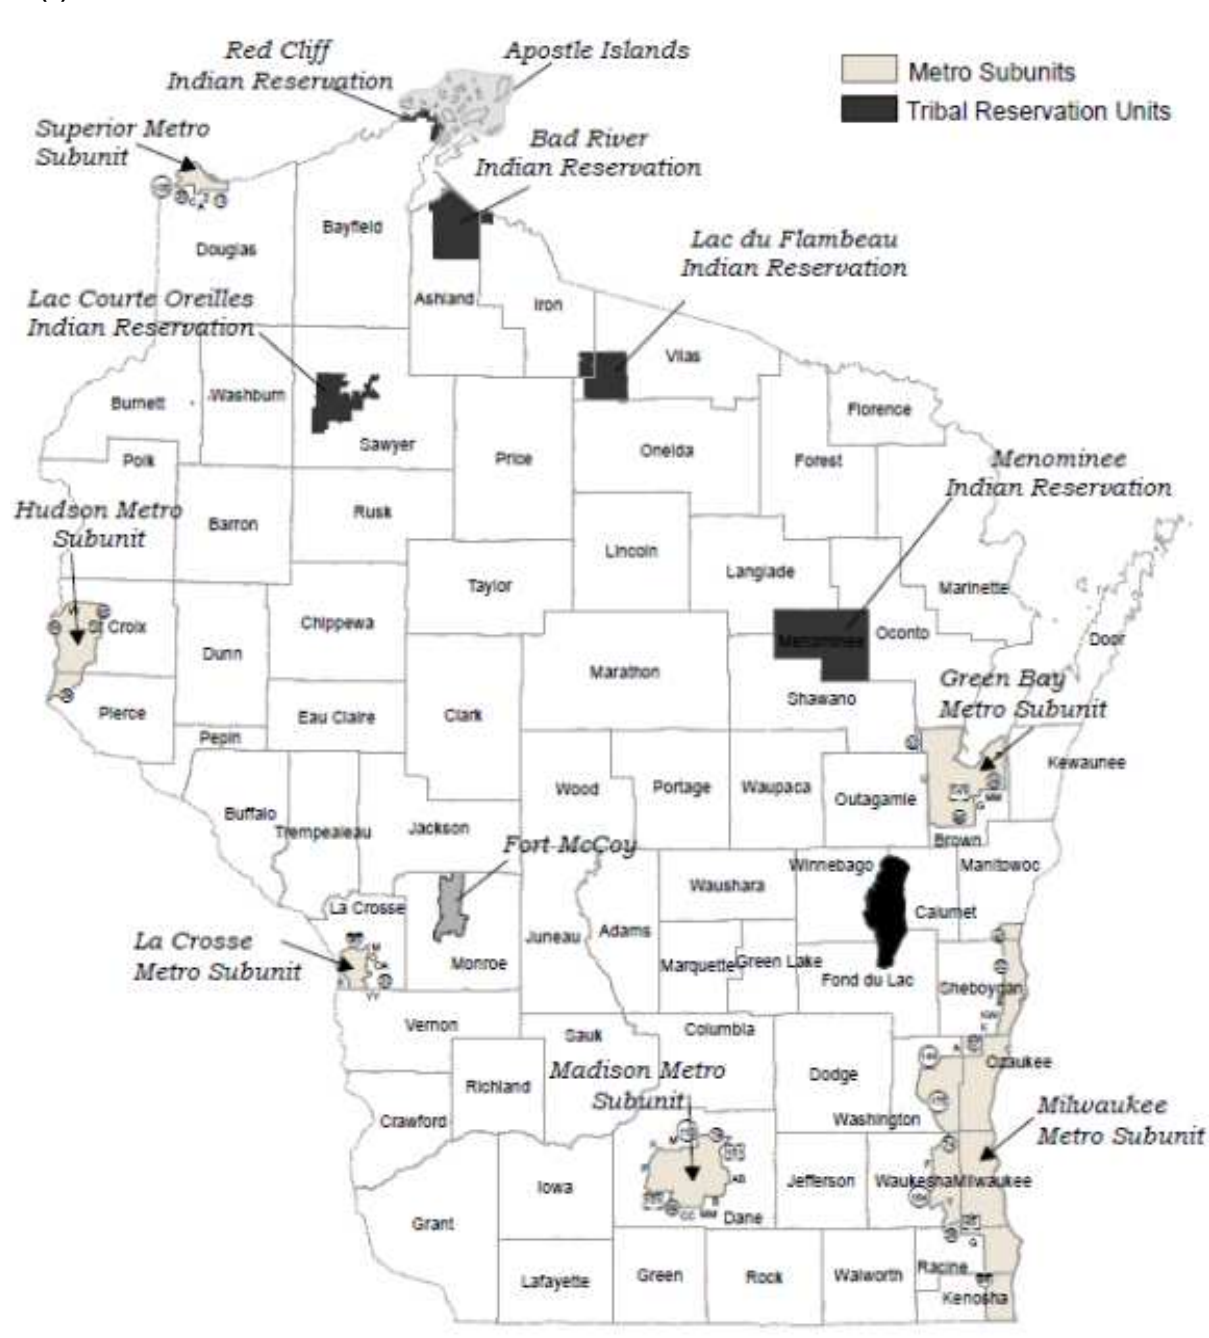 Red Cliff
Indian Reservation
Apostle Islands
Metro Subunits
Tribal Reservation Units
Superior Metro
Subunit
Bad River
Indian Reservation
Bayfield
Douglas
Lac du Flambeau
Indian Reservation
Lac Courte Oreilles
Indian Reservation
Ashland
Iron
Vilas
Burnett
Washburn
Sawyer
Florence
Polk
Price
Oneida
Forest
Menominee
Indian Reservation
Hudson Metro
Subunit
Barron
Rusk
Lincoln
Langlade
Taylor
Marinette
St Croix
Chippewa
Menominee
Oconto
Door
Dunn
Marathon
Green Bay
Metro Subunit
Shawano
Pierce
Eau Claire
Clark
Pepin
Kewaunee
Wood
Portage
Waupaca
Outagamie
MM
G
Buffalo
Trempealeau
Jackson
Brown
Fort McCoy
Winnebago
Manitowoc
Waushara
La Crosse
Calumet
Juneau
Adams
La Crosse
Metro Subunit
M
Monroe
Marquette
Green Lake
Fond du Lac
Sheboygan
YY
Vernon
Sauk
Columbia
Ozaukee
Madison Metro
Subunit
Richland
Dodge
Crawford
Washington
Milwaukee
Metro Subunit
M
AB
Iowa
Jefferson
Waukesha
Milwaukee
CC
MM
B
Dane
Grant
G
Lafayette
Green
Rock
Walworth
Racine
Kenosha